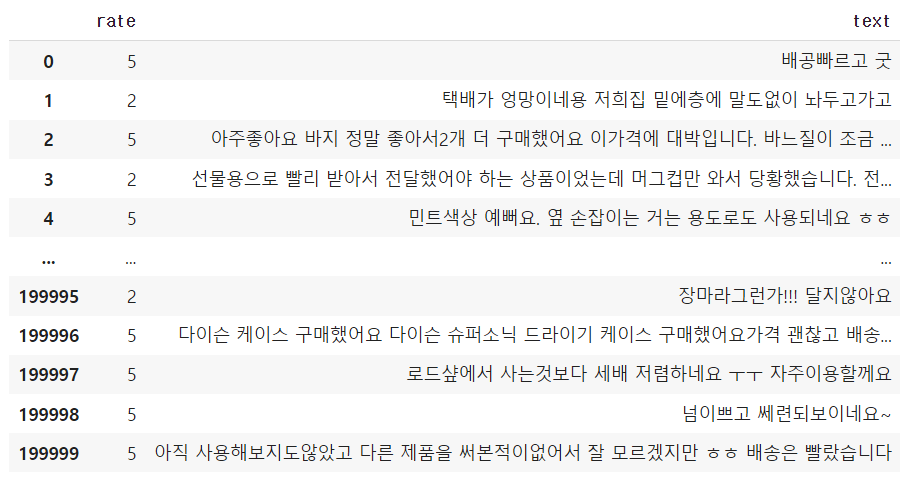 rate text
0 5 배공빠르고 굿
1 2 택배가 엉망이네용 저희집 밑에층에 말도없이 놔두고가고
2 5 아주좋아요 바지 정말 좋아서2개 더 구매했어요 이가격에 대박입니다. 바느질이 조금 ...
3 2 선물용으로 빨리 받아서 전달했어야 하는 상품이었는데 머그컵만 와서 당황했습니다. 전...
4 5 민트색상 예뻐요. 옆 손잡이는 거는 용도로도 사용되네요 ㅎㅎ
... ... ...
199995 2 장마라그런가!!! 달지않아요
199996 5 다이슨 케이스 구매했어요 다이슨 슈퍼소닉 드라이기 케이스 구매했어요가격 괜찮고 배송...
199997 5 로드샾에서 사는것보다 세배 저렴하네요 ㅜㅜ 자주이용할께요
199998 5 넘이쁘고 쎄련되보이네요~
199999 5 아직 사용해보지도않았고 다른 제품을 써본적이없어서 잘 모르겠지만 ㅎㅎ 배송은 빨랐습니다